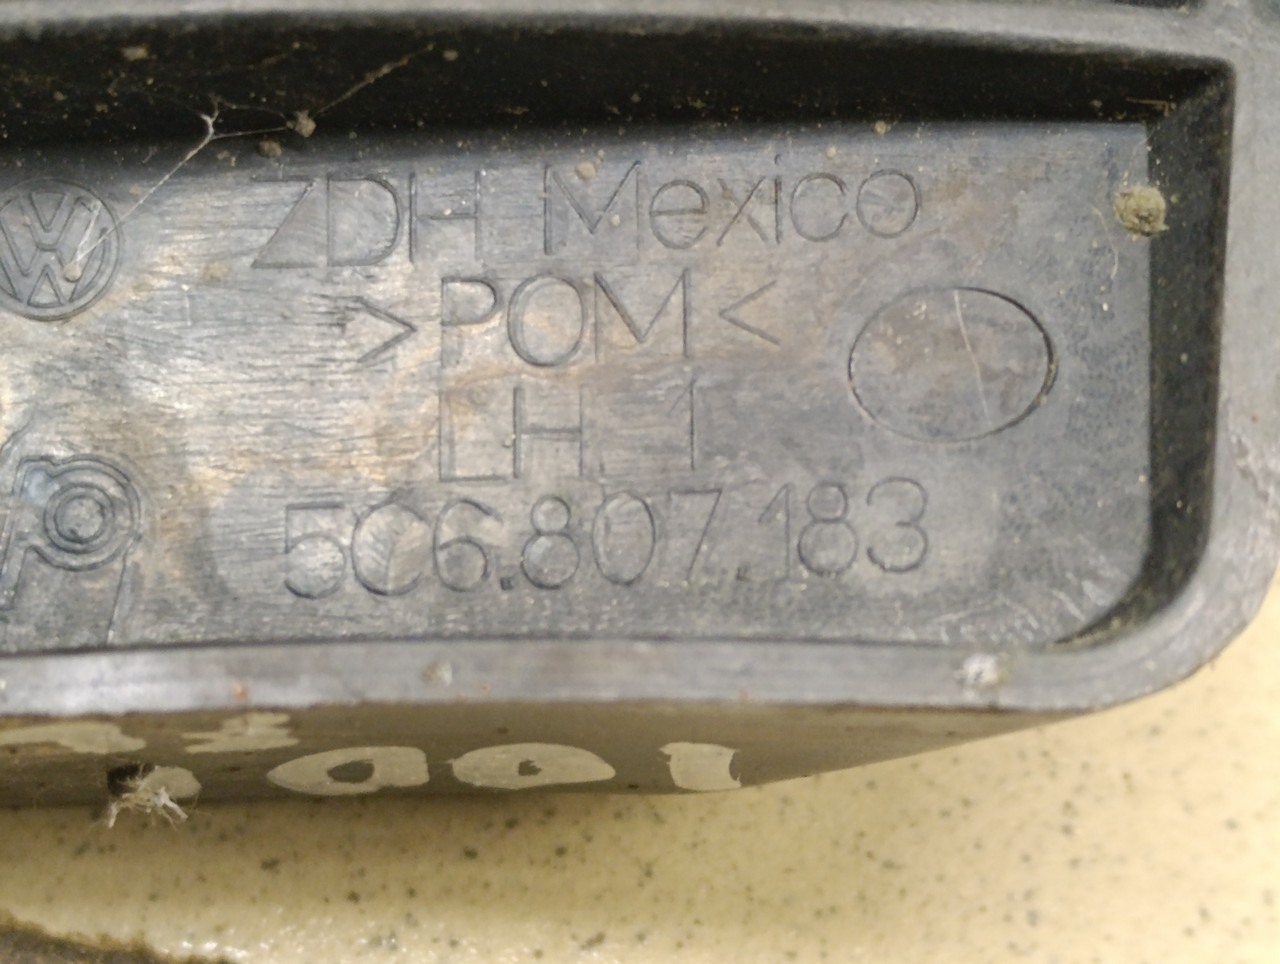 ZDH Mexico
>POM<
LH 1
5C6.807.183